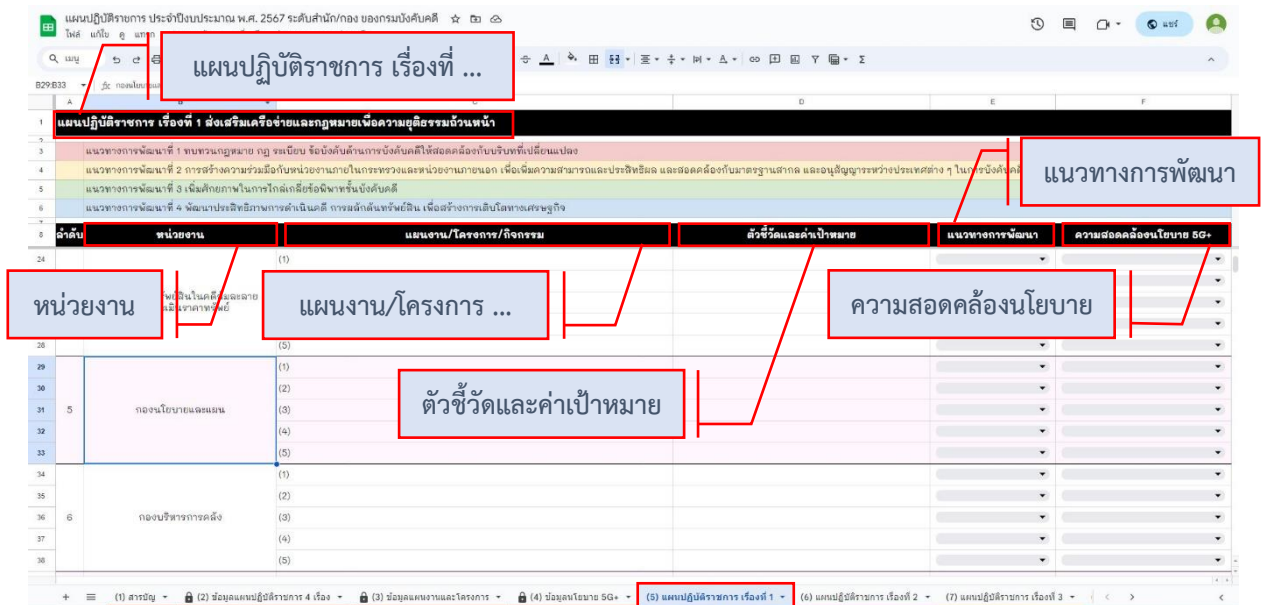 แผนปฏิบัติราชการ ประจำปีงบประมาณ พ.ศ. 2567 ระดับสำนัก/กอง ของกรมบังคับคดี
ไฟล์ แก้ไข ดู แทรก
แชร์
เมนู
แผนปฏิบัติราชการ เรื่องที่ ...
B29:B33
A
C
D
E
F
1 แผนปฏิบัติราชการ เรื่องที่ 1 ส่งเสริมเครือข่ายและกฎหมายเพื่อความยุติธรรมถ้วนหน้า
3 แนวทางการพัฒนาที่ 1 ทบทวนกฎหมาย กฎ ระเบียบ ข้อบังคับด้านการบังคับคดีให้สอดคล้องกับบริบทที่เปลี่ยนแปลง
4 แนวทางการพัฒนาที่ 2 การสร้างความร่วมมือกับหน่วยงานภายในกระทรวงและหน่วยงานภายนอก เพื่อเพิ่มความสามารถและประสิทธิผล และสอดคล้องกับมาตรฐานสากล และอนุสัญญาระหว่างประเทศต่าง ๆ ในการบังคับคดี
5 แนวทางการพัฒนาที่ 3 เพิ่มศักยภาพในการไกล่เกลี่ยข้อพิพาทชั้นบังคับคดี
6 แนวทางการพัฒนาที่ 4 พัฒนาประสิทธิภาพการดำเนินคดี การผลักดันทรัพย์สิน เพื่อสร้างการเติบโตทางเศรษฐกิจ
แนวทางการพัฒนา
8 ลำดับ หน่วยงาน แผนงาน/โครงการ/กิจกรรม ตัวชี้วัดและค่าเป้าหมาย แนวทางการพัฒนา ความสอดคล้องนโยบาย 5G+
24 (1)
หน่วยงาน
แผนงาน/โครงการ ...
ความสอดคล้องนโยบาย
28 (5)
29 (1)
30 (2)
31 5 กองนโยบายและแผน (3)
ตัวชี้วัดและค่าเป้าหมาย
32 (4)
33 (5)
34 (1)
35 (2)
36 6 กองบริหารการคลัง (3)
37 (4)
38 (5)
(1) สารบัญ (2) ข้อมูลแผนปฏิบัติราชการ 4 เรื่อง (3) ข้อมูลแผนงานและโครงการ (4) ข้อมูลนโยบาย 5G+ (5) แผนปฏิบัติราชการ เรื่องที่ 1 (6) แผนปฏิบัติราชการ เรื่องที่ 2 (7) แผนปฏิบัติราชการ เรื่องที่ 3